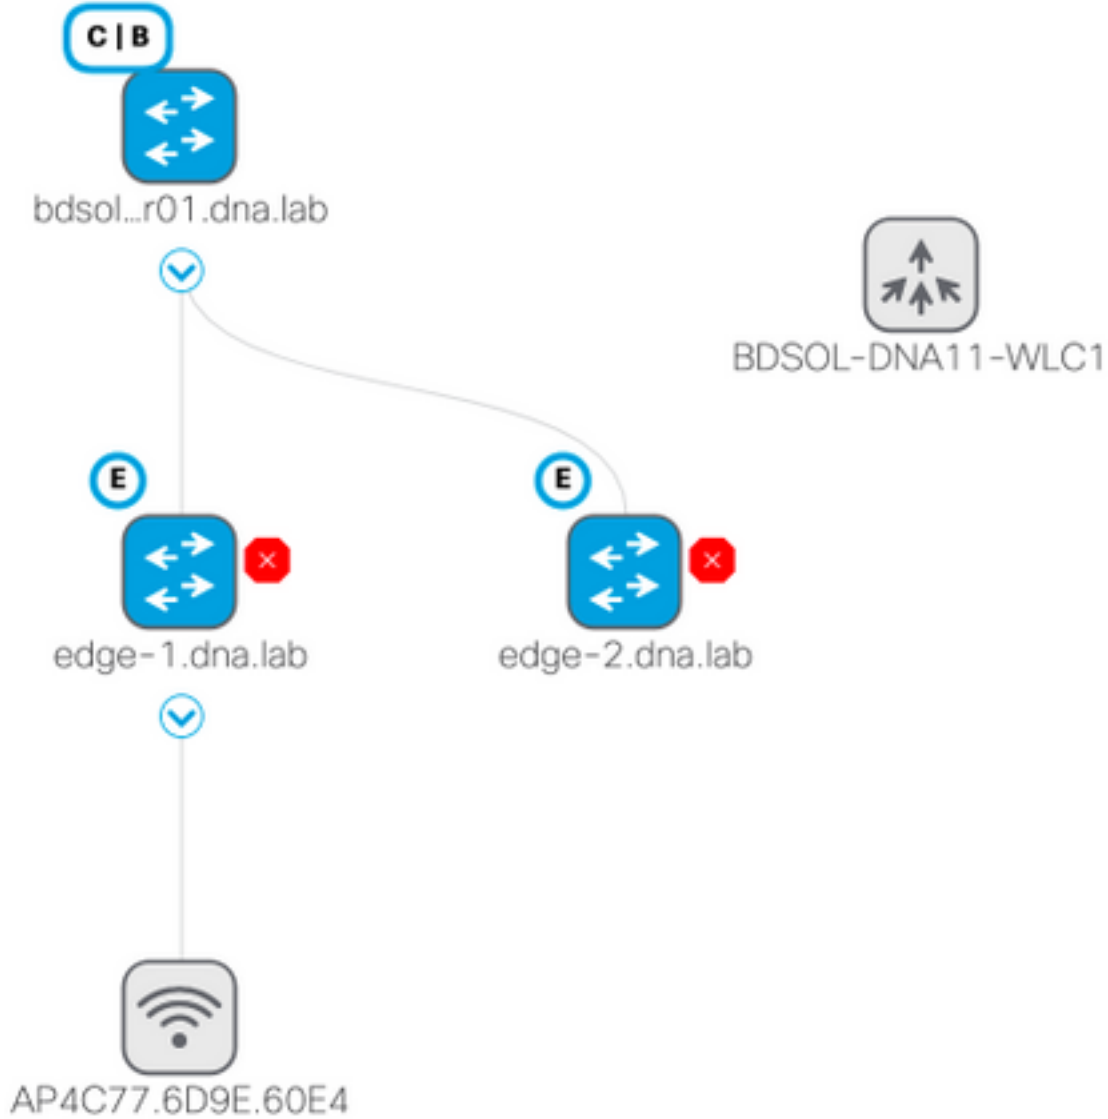 C | B
bdsol...r01.dna.lab
BDSOL-DNA11-WLC1
E
E
edge-1.dna.lab
edge-2.dna.lab
AP4C77.6D9E.60E4